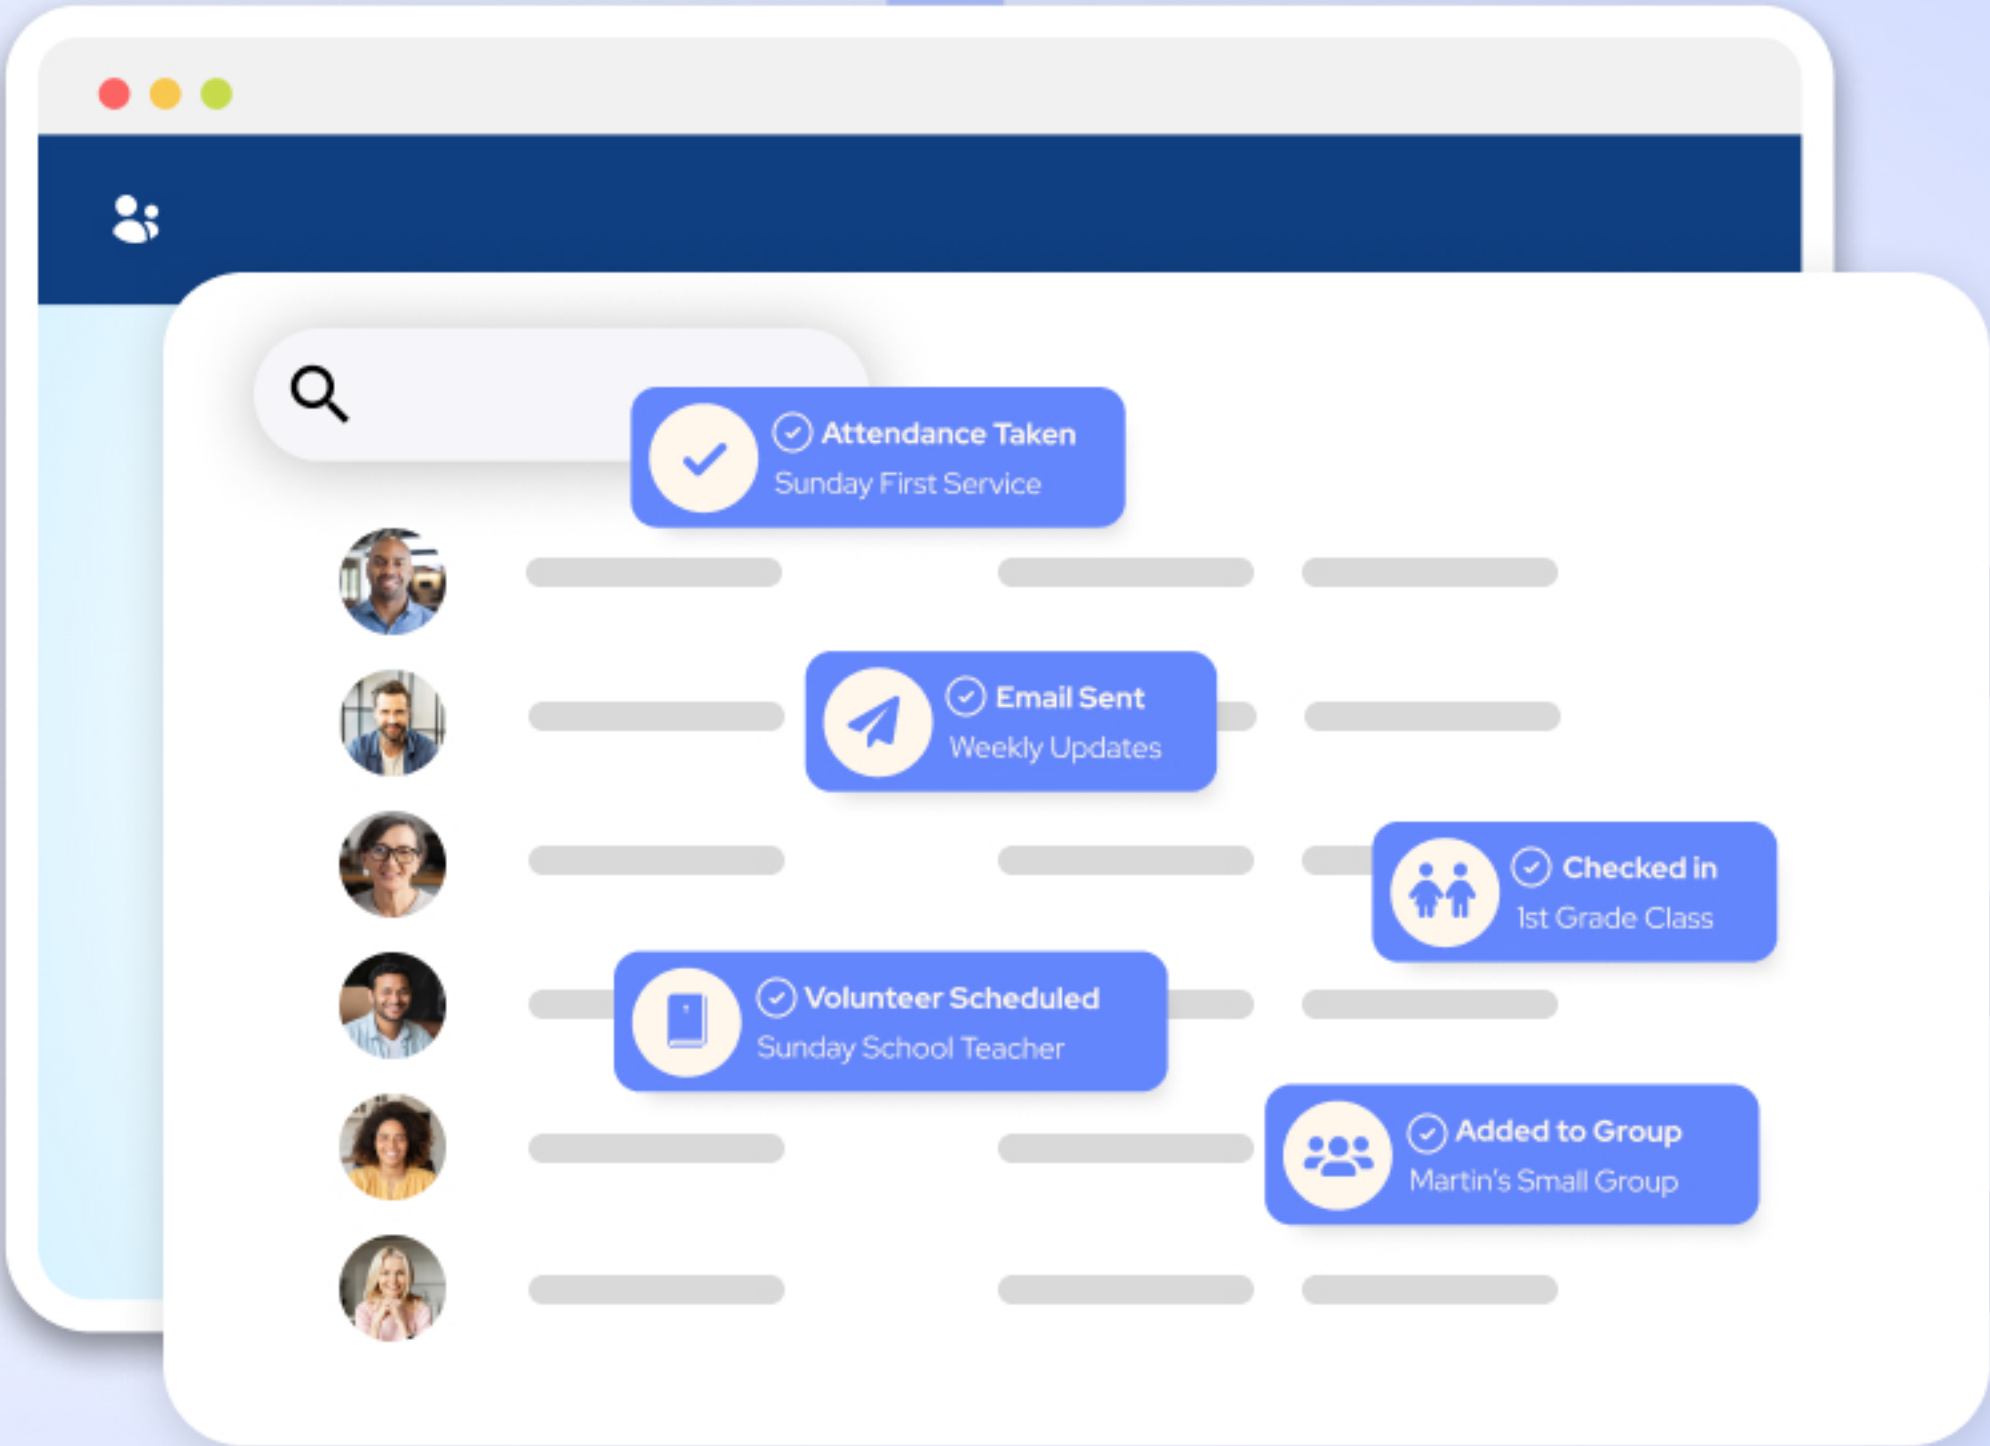 Attendance Taken
Sunday First Service
Email Sent
Weekly Updates
Checked in
1st Grade Class
Volunteer Scheduled
Sunday School Teacher
Added to Group
Martin's Small Group